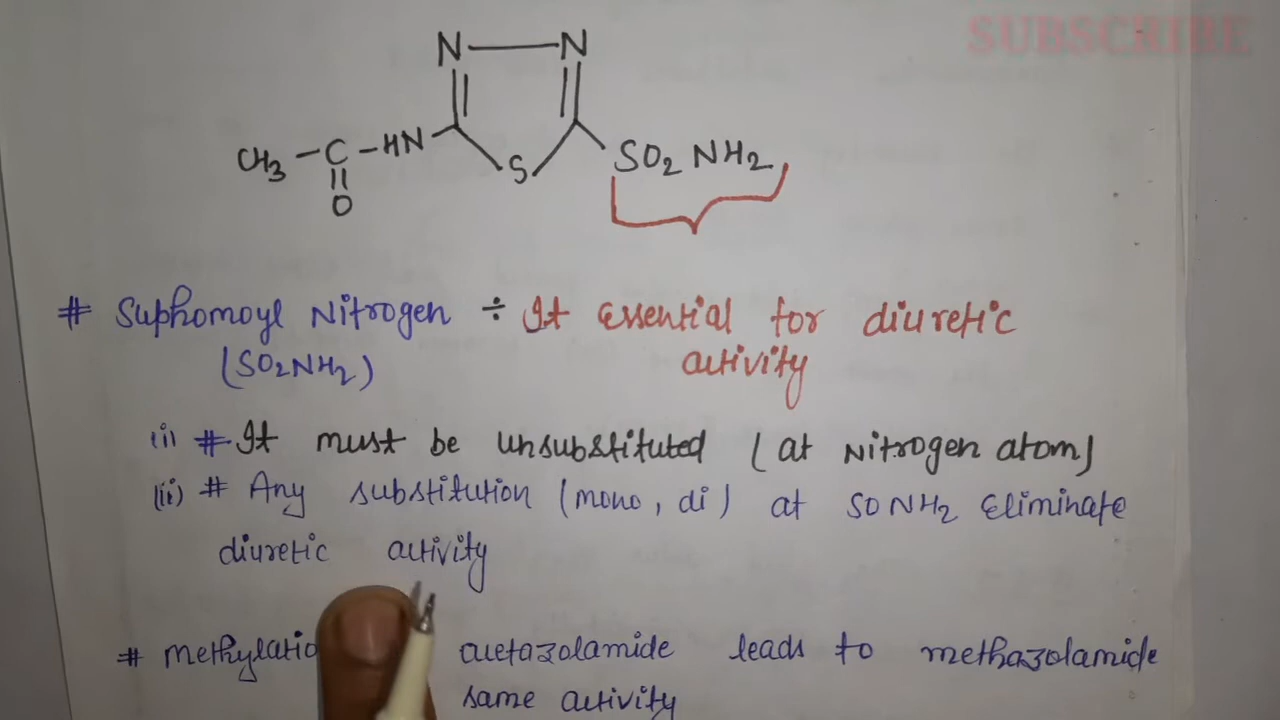 SUBSCRIBE
N — N
CH3 — C — HN S SO2 NH2
O
# Suphomoyl Nitrogen ÷ It Essential for diuretic
(SO2NH2) activity
(i) # It must be unsubstituted (at Nitrogen atom)
(ii) # Any substitution (mono, di) at SONH2 Eliminate
diuretic activity
# methylatio acetazolamide leads to methazolamide
same activity